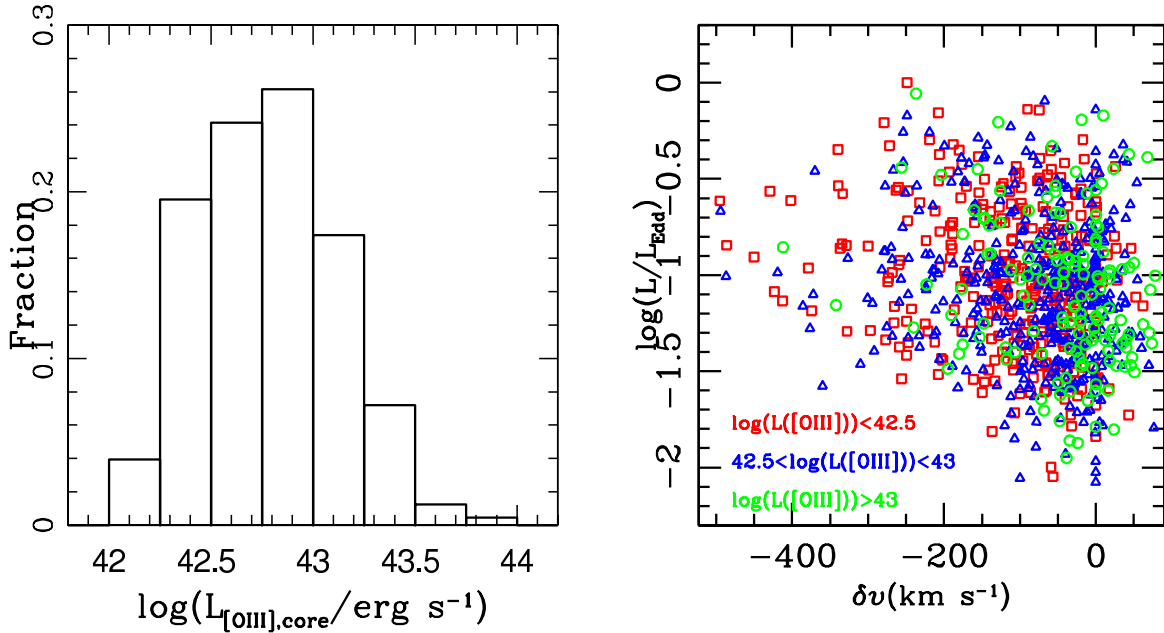 0.3
0.2
0.1
0
Fraction
42
42.5
43
43.5
44
log(L[OIII],core/erg s⁻¹)
0
−0.5
−1
−1.5
−2
log(L/LEdd)
log(L([OIII]))<42.5
42.5<log(L([OIII]))<43
log(L([OIII]))>43
−400
−200
0
δυ(km s⁻¹)